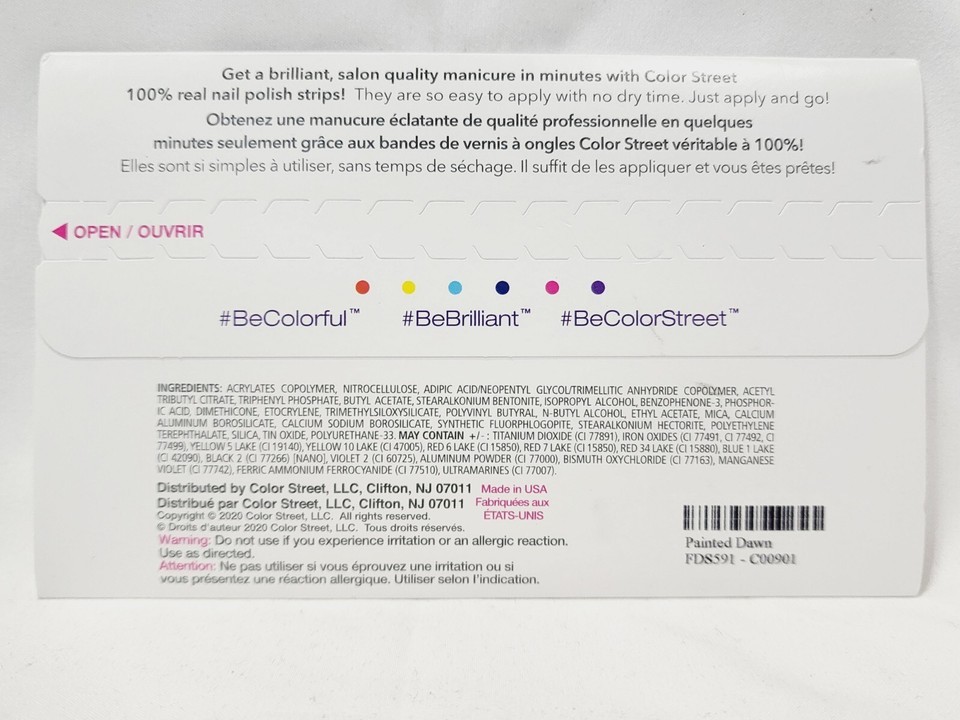 Get a brilliant, salon quality manicure in minutes with Color Street
100% real nail polish strips! They are so easy to apply with no dry time. Just apply and go!
Obtenez une manucure éclatante de qualité professionnelle en quelques
minutes seulement grâce aux bandes de vernis à ongles Color Street véritable à 100%!
Elles sont si simples à utiliser, sans temps de séchage. Il suffit de les appliquer et vous êtes prêtes!
OPEN / OUVRIR
#BeColorful™ #BeBrilliant™ #BeColorStreet™
INGREDIENTS: ACRYLATES COPOLYMER, NITROCELLULOSE, ADIPIC ACID/NEOPENTYL GLYCOL/TRIMELLITIC ANHYDRIDE COPOLYMER, ACETYL
TRIBUTYL CITRATE, TRIPHENYL PHOSPHATE, BUTYL ACETATE, STEARALKONIUM BENTONITE, ISOPROPYL ALCOHOL, BENZOPHENONE-3, PHOSPHOR-
IC ACID, DIMETHICONE, ETOCRYLENE, TRIMETHYLSILOXYSILICATE, POLYVINYL BUTYRAL, N-BUTYL ALCOHOL, ETHYL ACETATE, MICA, CALCIUM
ALUMINUM BOROSILICATE, CALCIUM SODIUM BOROSILICATE, SYNTHETIC FLUORPHLOGOPITE, STEARALKONIUM HECTORITE, POLYETHYLENE
TEREPHTHALATE, SILICA, TIN OXIDE, POLYURETHANE-33. MAY CONTAIN +/- : TITANIUM DIOXIDE (CI 77891), IRON OXIDES (CI 77491, CI 77492, CI
77499), YELLOW 5 LAKE (CI 19140), YELLOW 10 LAKE (CI 47005), RED 6 LAKE (CI 15850), RED 7 LAKE (CI 15850), RED 34 LAKE (CI 15880), BLUE 1 LAKE
(CI 42090), BLACK 2 (CI 77266) [NANO], VIOLET 2 (CI 60725), ALUMINUM POWDER (CI 77000), BISMUTH OXYCHLORIDE (CI 77163), MANGANESE
VIOLET (CI 77742), FERRIC AMMONIUM FERROCYANIDE (CI 77510), ULTRAMARINES (CI 77007).
Distributed by Color Street, LLC, Clifton, NJ 07011 Made in USA
Distribué par Color Street, LLC, Clifton, NJ 07011 Fabriquées aux
Copyright © 2020 Color Street, LLC. All rights reserved. ÉTATS-UNIS
© Droits d'auteur 2020 Color Street, LLC. Tous droits réservés.
Warning: Do not use if you experience irritation or an allergic reaction.
Use as directed.
Attention: Ne pas utiliser si vous éprouvez une irritation ou si
vous présentez une réaction allergique. Utiliser selon l'indication.
Painted Dawn
FDS591 - C00901